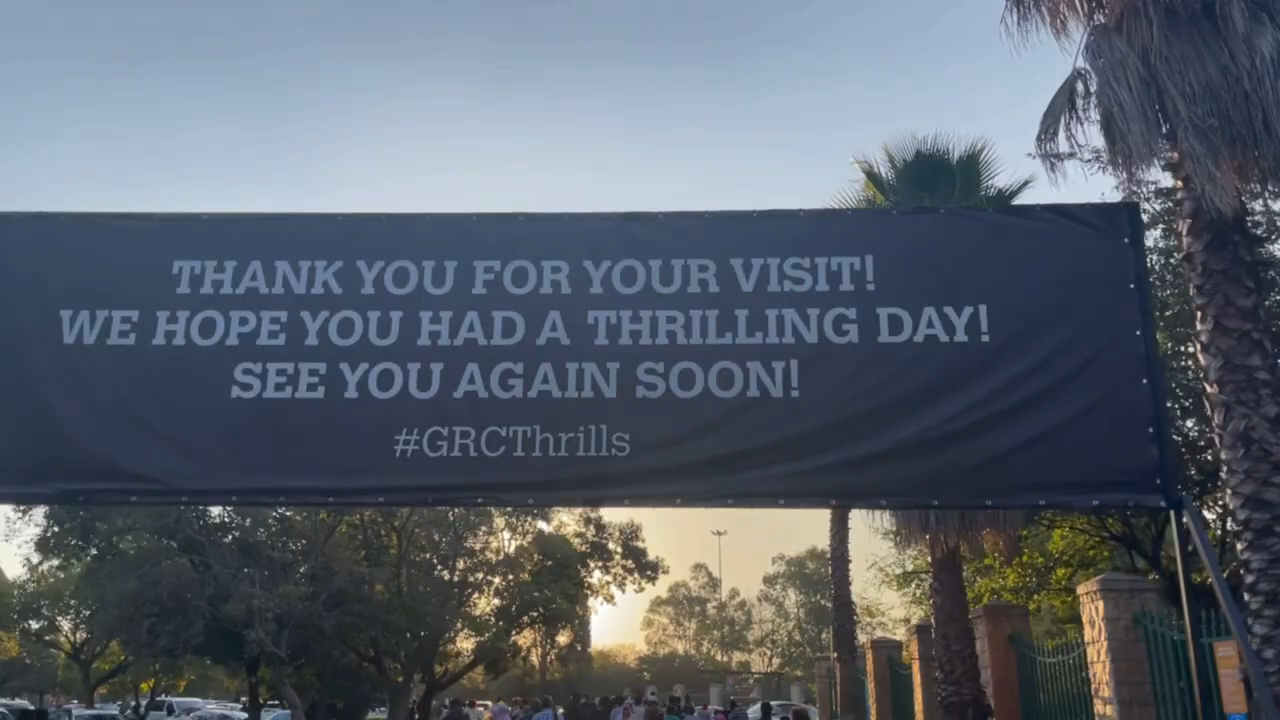 THANK YOU FOR YOUR VISIT!
WE HOPE YOU HAD A THRILLING DAY!
SEE YOU AGAIN SOON!
#GRCThrills